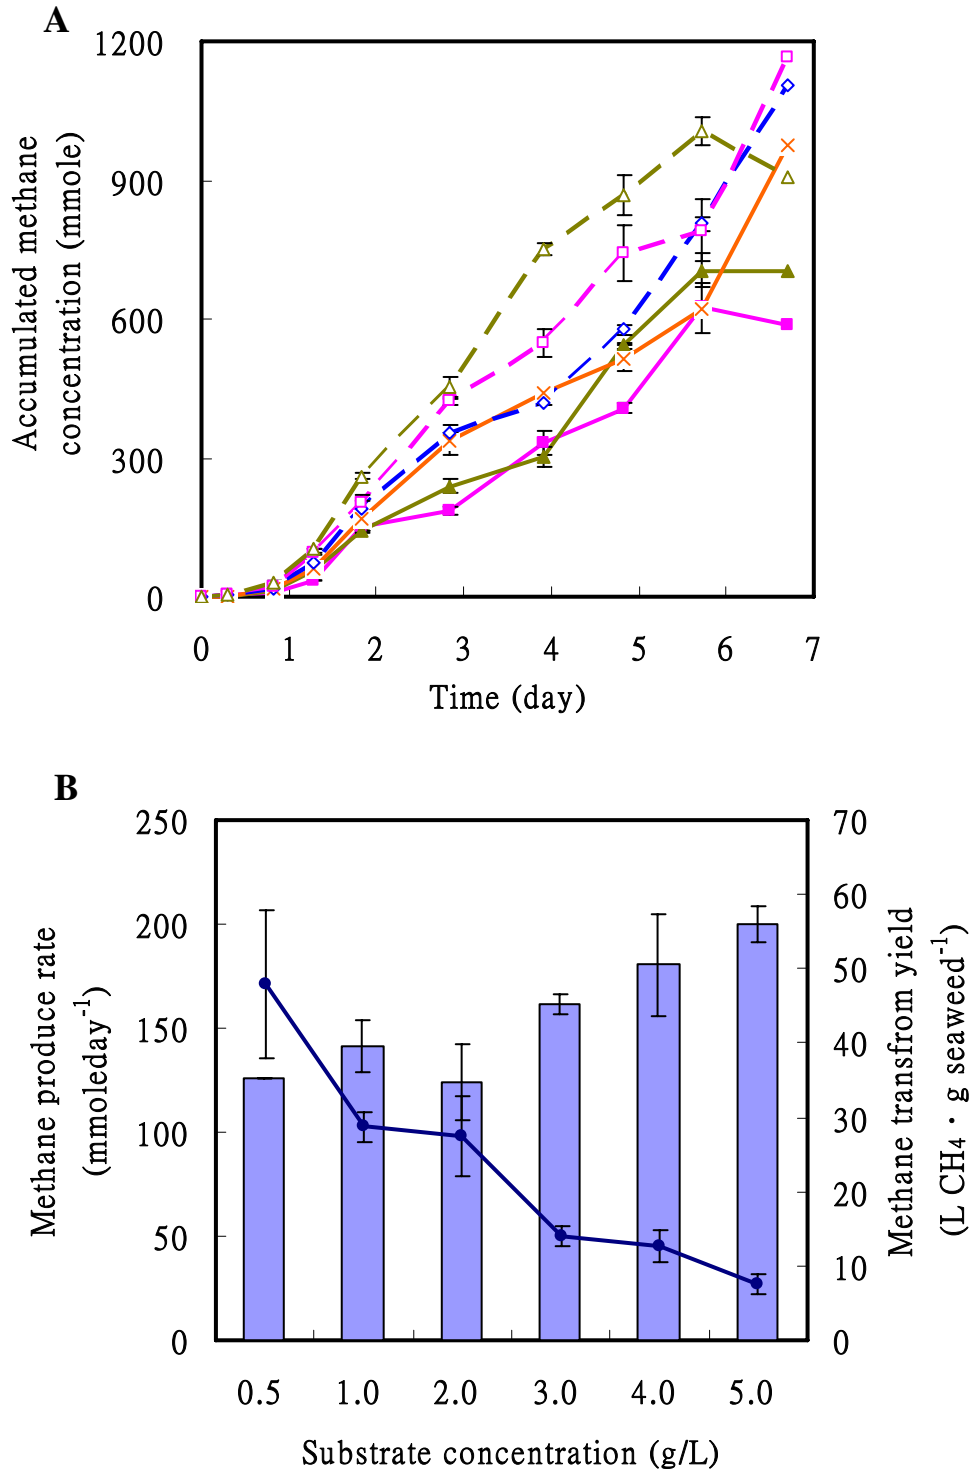 A
1200
900
600
300
0
Accumulated methane
concentration (mmole)
0 1 2 3 4 5 6 7
Time (day)
B
250
200
150
100
50
0
Methane produce rate
(mmoleday-1)
70
60
50
40
30
20
10
0
Methane transfrom yield
(L CH4 · g seaweed-1)
0.5 1.0 2.0 3.0 4.0 5.0
Substrate concentration (g/L)